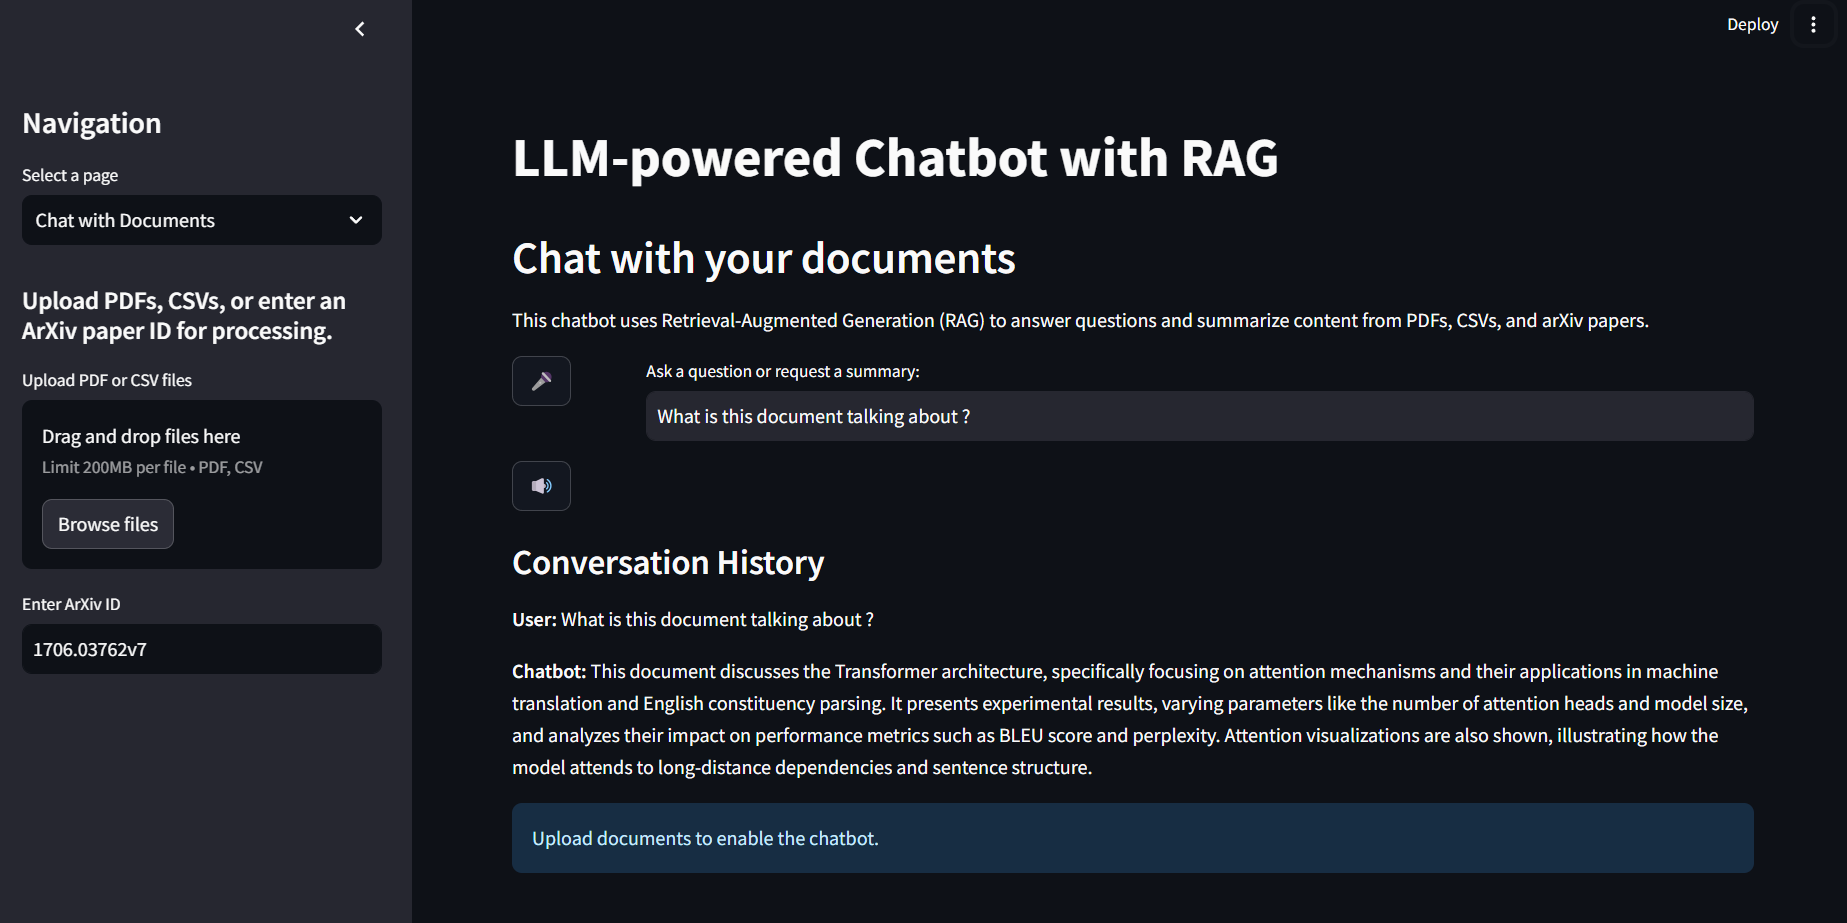 Deploy
Navigation
Select a page
Chat with Documents
Upload PDFs, CSVs, or enter an
ArXiv paper ID for processing.
Upload PDF or CSV files
Drag and drop files here
Limit 200MB per file • PDF, CSV
Browse files
Enter ArXiv ID
1706.03762v7
LLM-powered Chatbot with RAG
Chat with your documents
This chatbot uses Retrieval-Augmented Generation (RAG) to answer questions and summarize content from PDFs, CSVs, and arXiv papers.
Ask a question or request a summary:
What is this document talking about ?
Conversation History
User: What is this document talking about ?
Chatbot: This document discusses the Transformer architecture, specifically focusing on attention mechanisms and their applications in machine
translation and English constituency parsing. It presents experimental results, varying parameters like the number of attention heads and model size,
and analyzes their impact on performance metrics such as BLEU score and perplexity. Attention visualizations are also shown, illustrating how the
model attends to long-distance dependencies and sentence structure.
Upload documents to enable the chatbot.